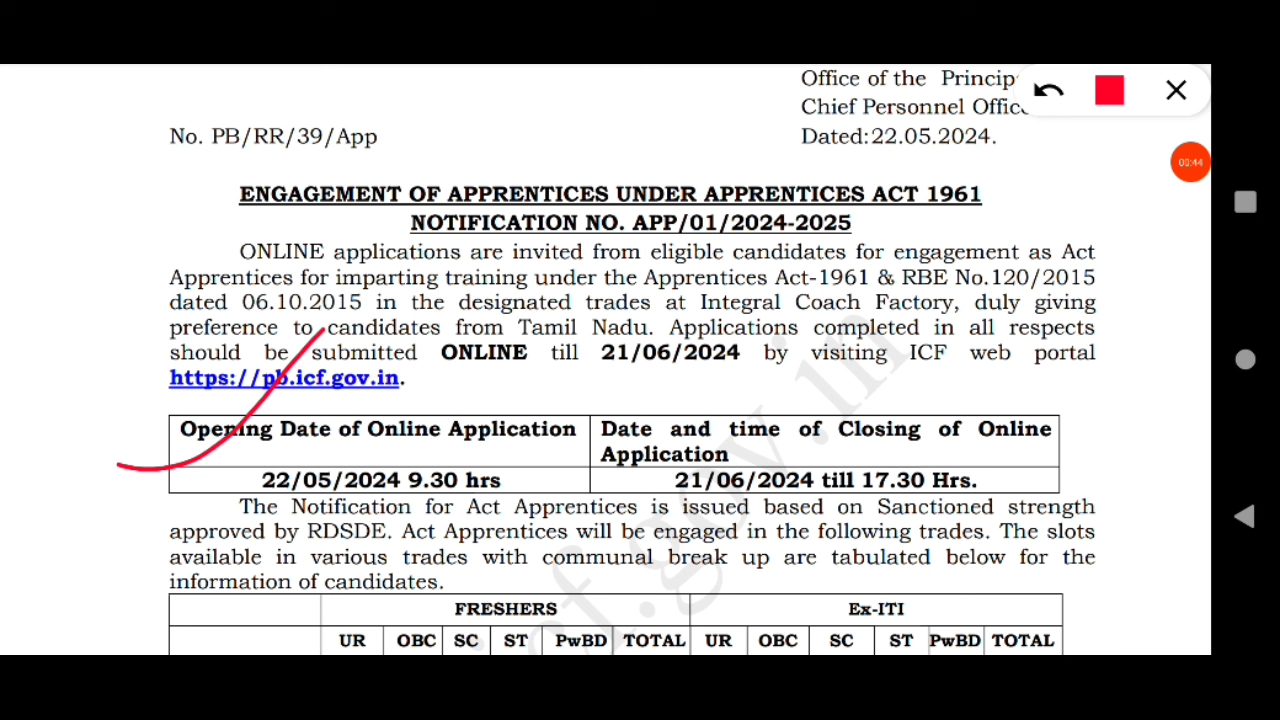 Office of the Princip
Chief Personnel Offic
No. PB/RR/39/App
Dated:22.05.2024.
00:44
ENGAGEMENT OF APPRENTICES UNDER APPRENTICES ACT 1961
NOTIFICATION NO. APP/01/2024-2025
ONLINE applications are invited from eligible candidates for engagement as Act
Apprentices for imparting training under the Apprentices Act-1961 & RBE No.120/2015
dated 06.10.2015 in the designated trades at Integral Coach Factory, duly giving
preference to candidates from Tamil Nadu. Applications completed in all respects
should be submitted ONLINE till 21/06/2024 by visiting ICF web portal
https://pb.icf.gov.in.
Opening Date of Online Application
Date and time of Closing of Online
Application
22/05/2024 9.30 hrs
21/06/2024 till 17.30 Hrs.
The Notification for Act Apprentices is issued based on Sanctioned strength
approved by RDSDE. Act Apprentices will be engaged in the following trades. The slots
available in various trades with communal break up are tabulated below for the
information of candidates.
FRESHERS Ex-ITI
UR OBC SC ST PwBD TOTAL UR OBC SC ST PwBD TOTAL
icf.gov.in